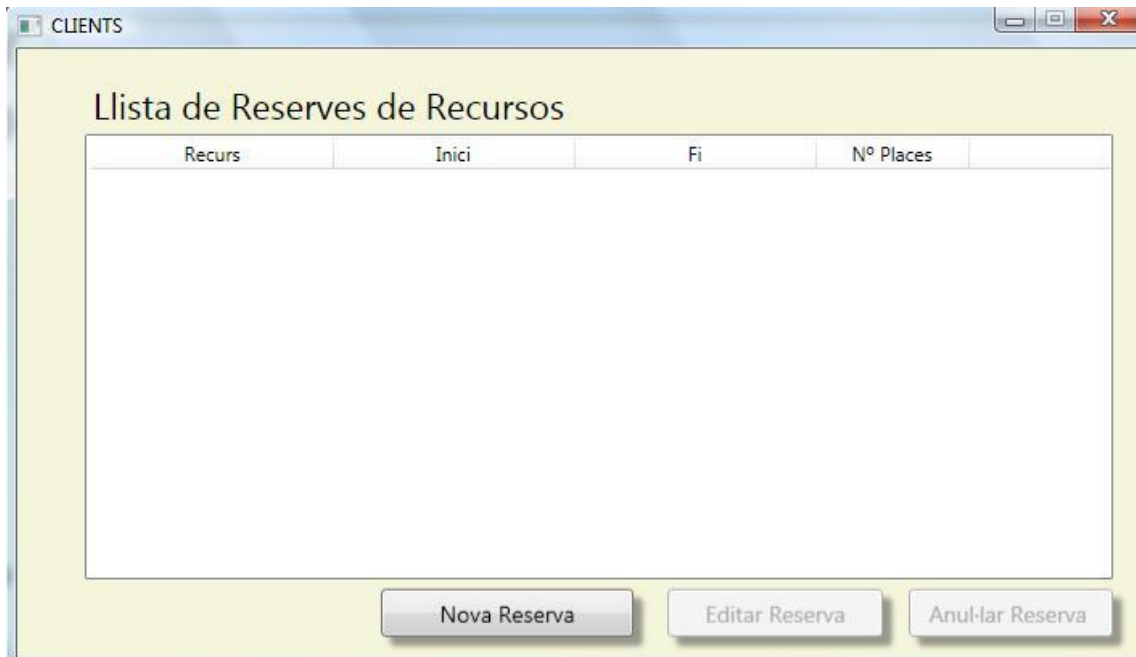 CLIENTS
Llista de Reserves de Recursos
Recurs Inici Fi Nº Places
Nova Reserva Editar Reserva Anul·lar Reserva